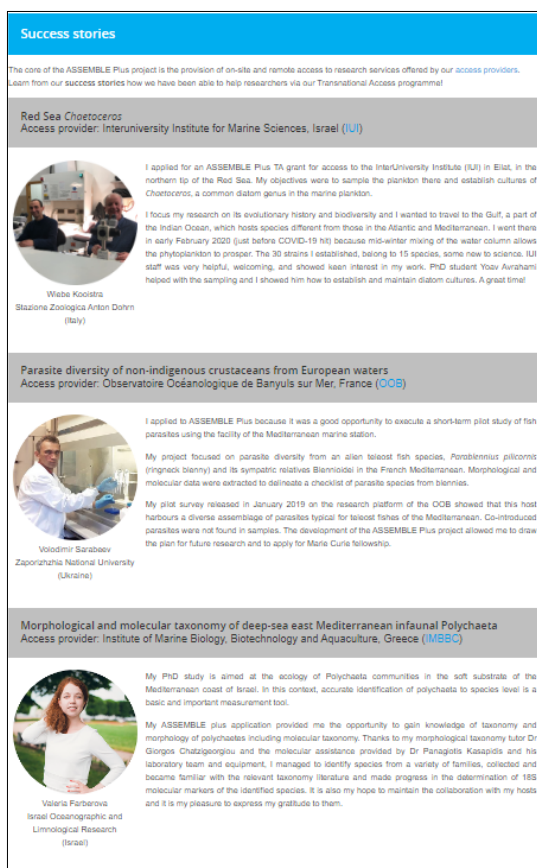 Success stories
The core of the ASSEMBLE Plus project is the provision of on-site and remote access to research services offered by our access providers.
Learn from our success stories how we have been able to help researchers via our Transnational Access programme!
Red Sea Chaetoceros
Access provider: Interuniversity Institute for Marine Sciences, Israel (IUI)
I applied for an ASSEMBLE Plus TA grant for access to the InterUniversity Institute (IUI) in Eilat, in the
northern tip of the Red Sea. My objectives were to sample the plankton there and establish cultures of
Chaetoceros, a common diatom genus in the marine plankton.
I focus my research on its evolutionary history and biodiversity and I wanted to travel to the Gulf, a part of
the Indian Ocean, which hosts species different from those in the Atlantic and Mediterranean. I went there
in early February 2020 (just before COVID-19 hit) because mid-winter mixing of the water column allows
the phytoplankton to prosper. The 30 strains I established, belong to 15 species, some new to science. IUI
staff was very helpful, welcoming, and showed keen interest in my work. PhD student Yoav Avrahami
helped with the sampling and I showed him how to establish and maintain diatom cultures. A great time!
Wiebe Kooistra
Stazione Zoologica Anton Dohrn
(Italy)
Parasite diversity of non-indigenous crustaceans from European waters
Access provider: Observatoire Océanologique de Banyuls sur Mer, France (OOB)
I applied to ASSEMBLE Plus because it was a good opportunity to execute a short-term pilot study of fish
parasites using the facility of the Mediterranean marine station.
My project focused on parasite diversity from an alien teleost fish species, Parablennius pilicornis
(ringneck blenny) and its sympatric relatives Blennioidei in the French Mediterranean. Morphological and
molecular data were extracted to delineate a checklist of parasite species from blennies.
My pilot survey released in January 2019 on the research platform of the OOB showed that this host
harbours a diverse assemblage of parasites typical for teleost fishes of the Mediterranean. Co-introduced
parasites were not found in samples. The development of the ASSEMBLE Plus project allowed me to draw
the plan for future research and to apply for Marie Curie fellowship.
Volodimir Sarabeev
Zaporizhzhia National University
(Ukraine)
Morphological and molecular taxonomy of deep-sea east Mediterranean infaunal Polychaeta
Access provider: Institute of Marine Biology, Biotechnology and Aquaculture, Greece (IMBBC)
My PhD study is aimed at the ecology of Polychaeta communities in the soft substrate of the
Mediterranean coast of Israel. In this context, accurate identification of polychaeta to species level is a
basic and important measurement tool.
My ASSEMBLE plus application provided me the opportunity to gain knowledge of taxonomy and
morphology of polychaetes including molecular taxonomy. Thanks to my morphological taxonomy tutor Dr
Giorgos Chatzigeorgiou and the molecular assistance provided by Dr Panagiotis Kasapidis and his
laboratory team and equipment, I managed to identify species from a variety of families, collected and
became familiar with the relevant taxonomy literature and made progress in the determination of 18S
molecular markers of the identified species. It is also my hope to maintain the collaboration with my hosts
and it is my pleasure to express my gratitude to them.
Valeria Farberova
Israel Oceanographic and
Limnological Research
(Israel)